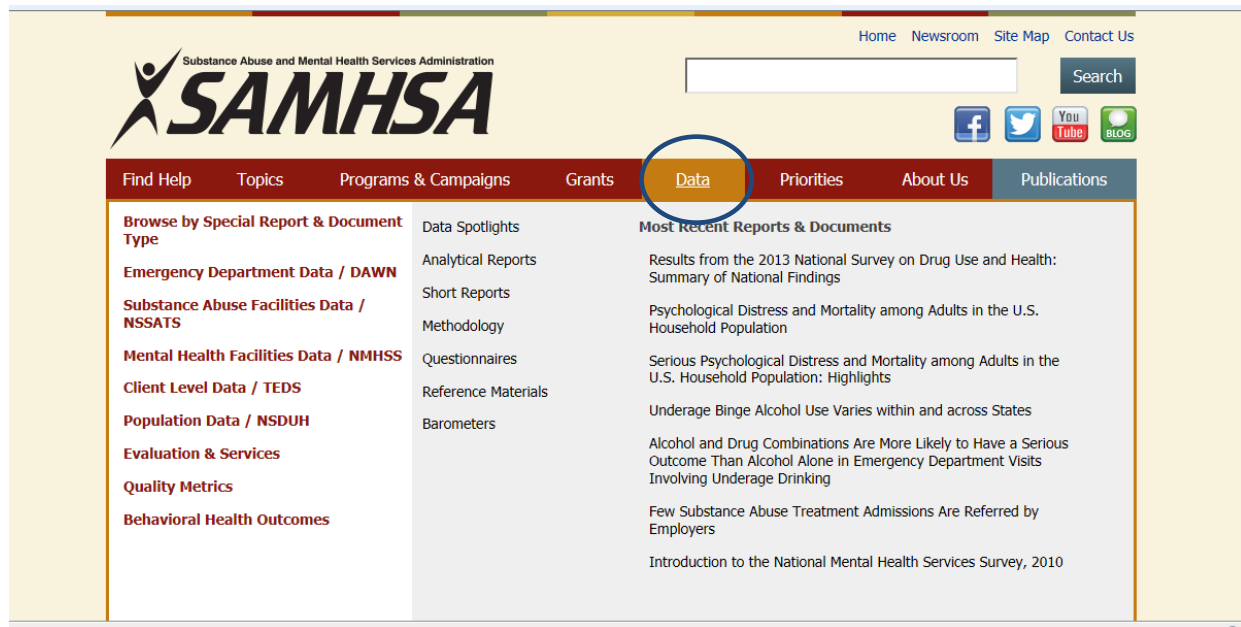 Home Newsroom Site Map Contact Us
Substance Abuse and Mental Health Services Administration
SAMHSA
Search
You
Tube
BLOG
Find Help Topics Programs & Campaigns Grants Data Priorities About Us Publications
Browse by Special Report & Document
Type
Emergency Department Data / DAWN
Substance Abuse Facilities Data /
NSSATS
Mental Health Facilities Data / NMHSS
Client Level Data / TEDS
Population Data / NSDUH
Evaluation & Services
Quality Metrics
Behavioral Health Outcomes
Data Spotlights
Analytical Reports
Short Reports
Methodology
Questionnaires
Reference Materials
Barometers
Most Recent Reports & Documents
Results from the 2013 National Survey on Drug Use and Health:
Summary of National Findings
Psychological Distress and Mortality among Adults in the U.S.
Household Population
Serious Psychological Distress and Mortality among Adults in the
U.S. Household Population: Highlights
Underage Binge Alcohol Use Varies within and across States
Alcohol and Drug Combinations Are More Likely to Have a Serious
Outcome Than Alcohol Alone in Emergency Department Visits
Involving Underage Drinking
Few Substance Abuse Treatment Admissions Are Referred by
Employers
Introduction to the National Mental Health Services Survey, 2010